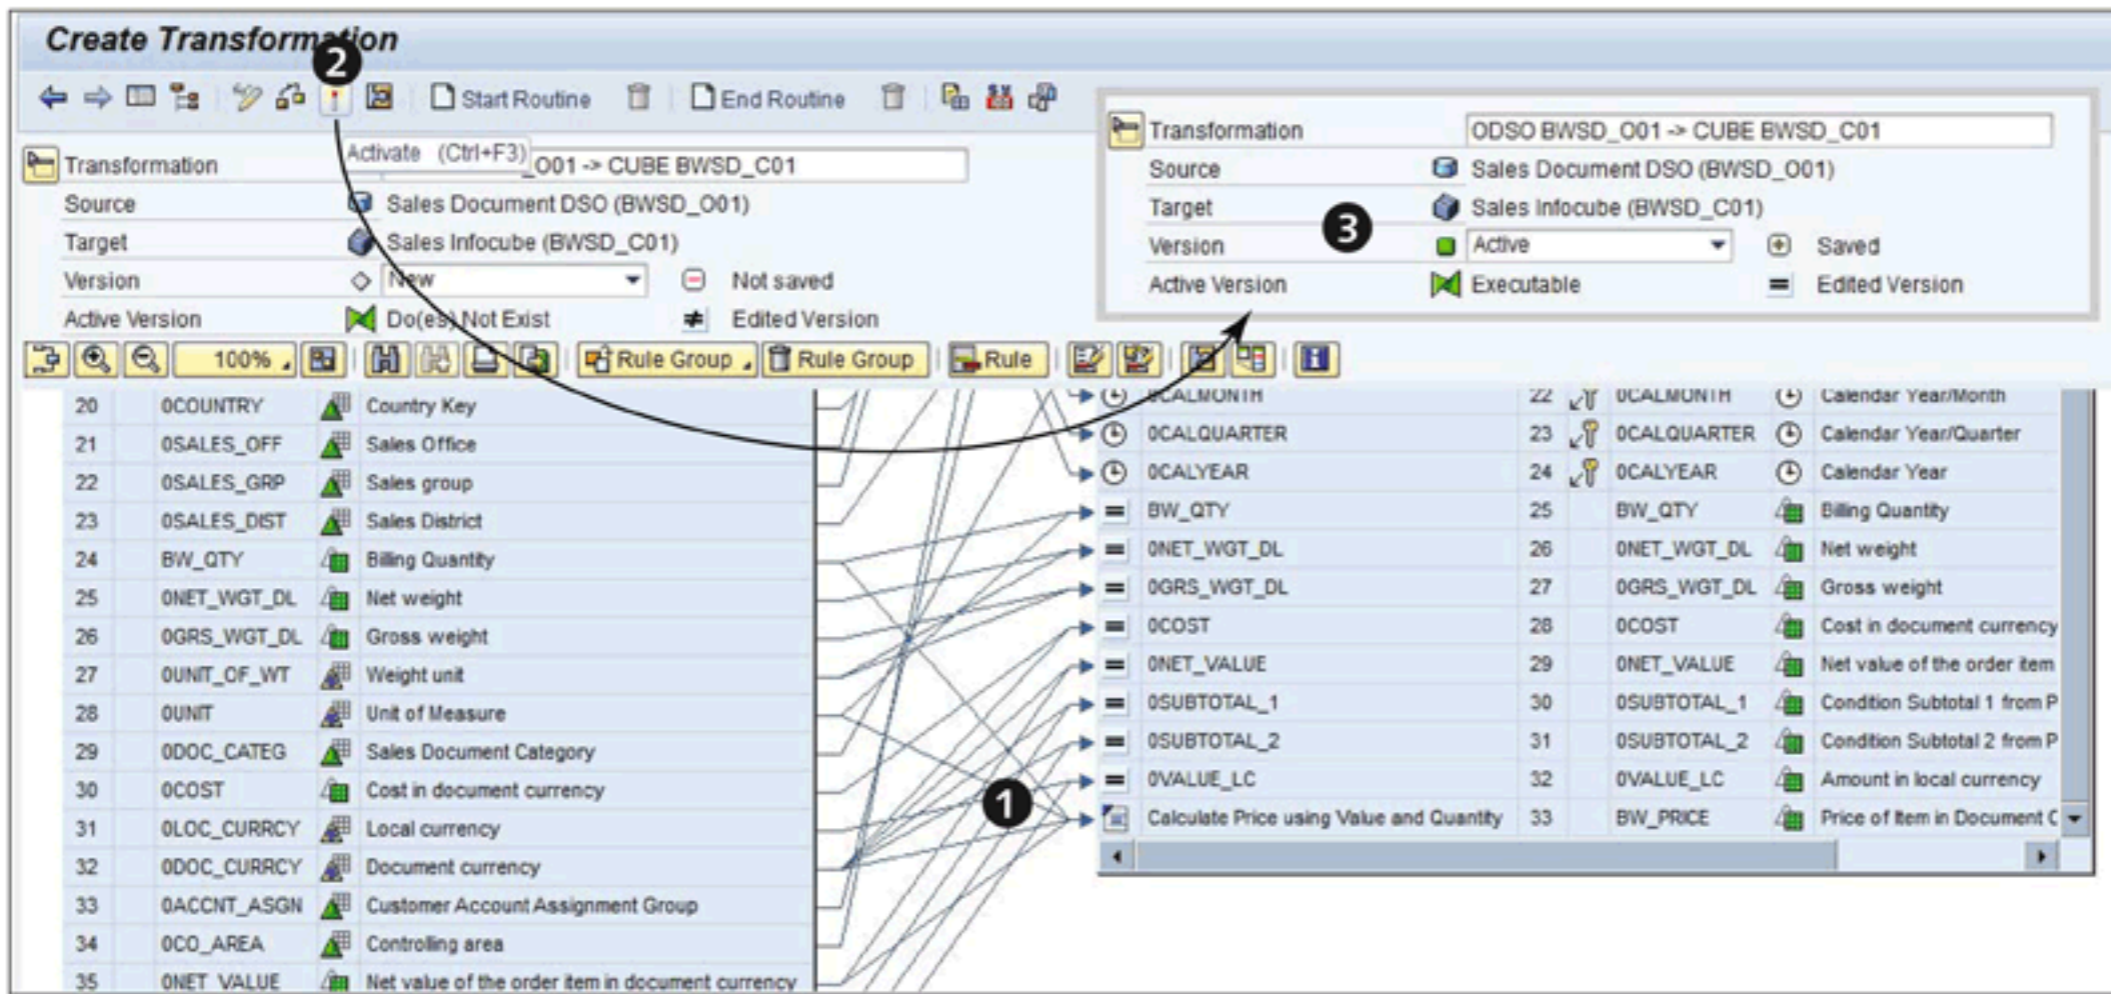 Create Transformation
2
Start Routine
End Routine
Activate (Ctrl+F3)
Transformation _O01 -> CUBE BWSD_C01
Source Sales Document DSO (BWSD_O01)
Target Sales Infocube (BWSD_C01)
Version New Not saved
Active Version Do(es) Not Exist Edited Version
Transformation ODSO BWSD_O01 -> CUBE BWSD_C01
Source Sales Document DSO (BWSD_O01)
Target Sales Infocube (BWSD_C01)
3
Version Active Saved
Active Version Executable Edited Version
100% Rule Group Rule Group Rule
20 0COUNTRY Country Key
21 0SALES_OFF Sales Office
22 0SALES_GRP Sales group
23 0SALES_DIST Sales District
24 BW_QTY Billing Quantity
25 0NET_WGT_DL Net weight
26 0GRS_WGT_DL Gross weight
27 0UNIT_OF_WT Weight unit
28 0UNIT Unit of Measure
29 0DOC_CATEG Sales Document Category
30 0COST Cost in document currency
31 0LOC_CURRCY Local currency
32 0DOC_CURRCY Document currency
33 0ACCNT_ASGN Customer Account Assignment Group
34 0CO_AREA Controlling area
35 0NET_VALUE Net value of the order item in document currency
1
0CALMONTH 22 0CALMONTH Calendar Year/Month
0CALQUARTER 23 0CALQUARTER Calendar Year/Quarter
0CALYEAR 24 0CALYEAR Calendar Year
BW_QTY 25 BW_QTY Billing Quantity
0NET_WGT_DL 26 0NET_WGT_DL Net weight
0GRS_WGT_DL 27 0GRS_WGT_DL Gross weight
0COST 28 0COST Cost in document currency
0NET_VALUE 29 0NET_VALUE Net value of the order item
0SUBTOTAL_1 30 0SUBTOTAL_1 Condition Subtotal 1 from P
0SUBTOTAL_2 31 0SUBTOTAL_2 Condition Subtotal 2 from P
0VALUE_LC 32 0VALUE_LC Amount in local currency
Calculate Price using Value and Quantity 33 BW_PRICE Price of Item in Document C